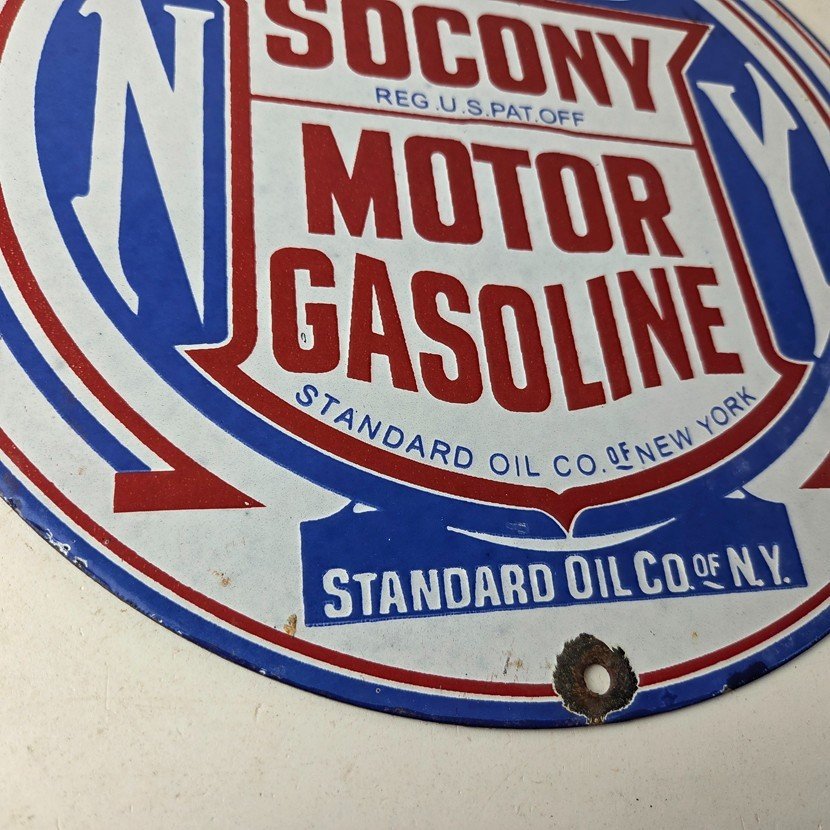 SOCONY
REG.U.S.PAT.OFF
N Y
MOTOR
GASOLINE
STANDARD OIL CO. OF NEW YORK
STANDARD OIL CO. OF N.Y.